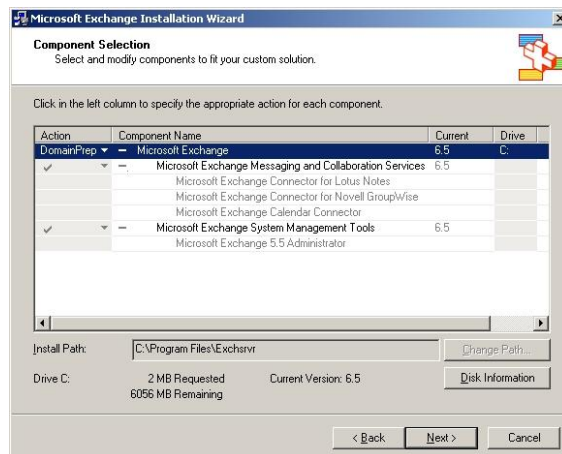 Microsoft Exchange Installation Wizard
Component Selection
Select and modify components to fit your custom solution.
Click in the left column to specify the appropriate action for each component.
Action Component Name Current Drive
DomainPrep Microsoft Exchange 6.5 C:
Microsoft Exchange Messaging and Collaboration Services 6.5
Microsoft Exchange Connector for Lotus Notes
Microsoft Exchange Connector for Novell GroupWise
Microsoft Exchange Calendar Connector
Microsoft Exchange System Management Tools 6.5
Microsoft Exchange 5.5 Administrator
Install Path: C:\Program Files\Exchsrvr Change Path...
Drive C: 2 MB Requested Current Version: 6.5 Disk Information
6056 MB Remaining
< Back Next > Cancel